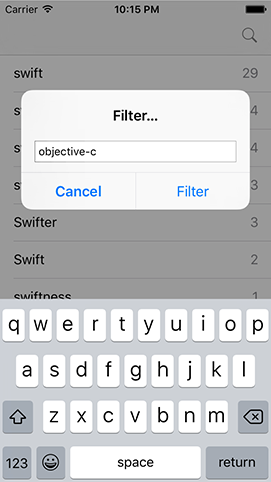 Carrier 10:15 PM
swift 29
Filter...
4
objective-c
4
Cancel Filter
3
Swifter 3
Swift 2
swiftness 1
q w e r t y u i o p
a s d f g h j k l
z x c v b n m
123 space return